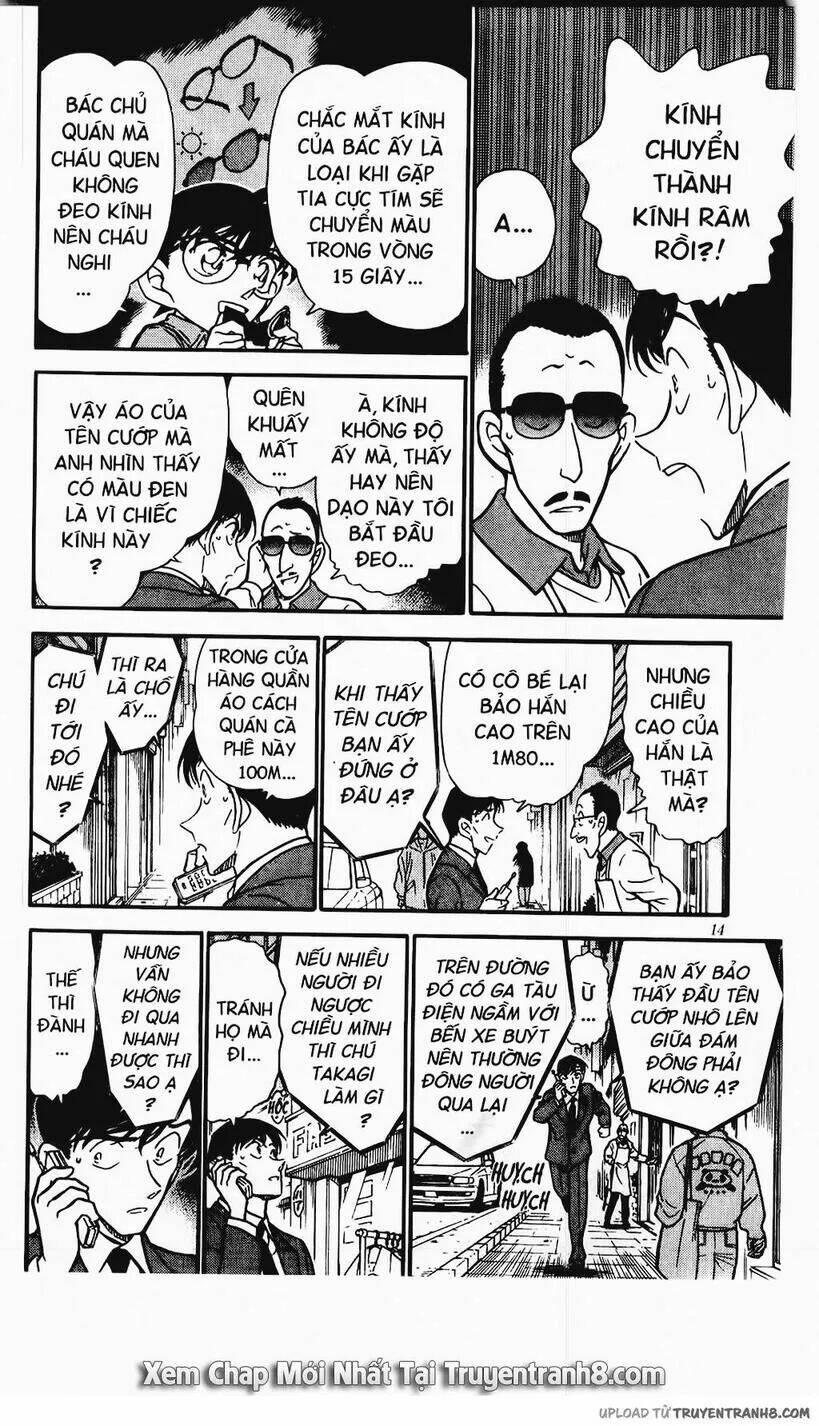 KÍNH
CHUYỂN
THÀNH
KÍNH RÂM
RỒI?!
A...
CHẮC MẮT KÍNH
CỦA BÁC ẤY LÀ
LOẠI KHI GẶP
TIA CỰC TÍM SẼ
CHUYỂN MÀU
TRONG VÒNG
15 GIÂY...
BÁC CHỦ
QUÁN MÀ
CHÁU QUEN
KHÔNG
ĐEO KÍNH
NÊN CHÁU
NGHI
...
À, KÍNH
KHÔNG ĐỘ
ẤY MÀ, THẤY
HAY NÊN
DẠO NÀY TÔI
BẮT ĐẦU
ĐEO...
QUÊN
KHUẤY
MẤT
...
VẬY ÁO CỦA
TÊN CƯỚP MÀ
ANH NHÌN THẤY
CÓ MÀU ĐEN
LÀ VÌ CHIẾC
KÍNH NÀY
?
NHƯNG
CHIỀU
CAO CỦA
HẮN LÀ
THẬT
MÀ?
CÓ CÔ BÉ LẠI
BẢO HẮN
CAO TRÊN
1M80...
KHI THẤY
TÊN CƯỚP
BẠN ẤY
ĐỨNG Ở
ĐÂU Ạ?
TRONG CỬA
HÀNG QUẦN
ÁO CÁCH
QUÁN CÀ
PHÊ NÀY
100M...
THÌ RA
LÀ CHỖ
ẤY...
CHÚ
ĐI
TỚI
ĐÓ
NHÉ
?
14
BẠN ẤY BẢO
THẤY ĐẦU TÊN
CƯỚP NHÔ LÊN
GIỮA ĐÁM
ĐÔNG PHẢI
KHÔNG Ạ?
Ừ
...
TRÊN ĐƯỜNG
ĐÓ CÓ GA TÀU
ĐIỆN NGẦM VỚI
BẾN XE BUÝT
NÊN THƯỜNG
ĐÔNG NGƯỜI
QUA LẠI
...
HUỊCH
HUỊCH
NẾU NHIỀU
NGƯỜI ĐI
NGƯỢC
CHIỀU MÌNH
THÌ CHÚ
TAKAGI
LÀM GÌ
?
TRÁNH
HỌ MÀ
ĐI...
HỘC
NHƯNG
VẪN
KHÔNG
ĐI QUA
NHANH
ĐƯỢC THÌ
SAO Ạ
?
THẾ
THÌ
ĐÀNH
...
Xem Chap Mới Nhất Tại Truyentranh8.com
UPLOAD TỪ TRUYENTRANH8.COM